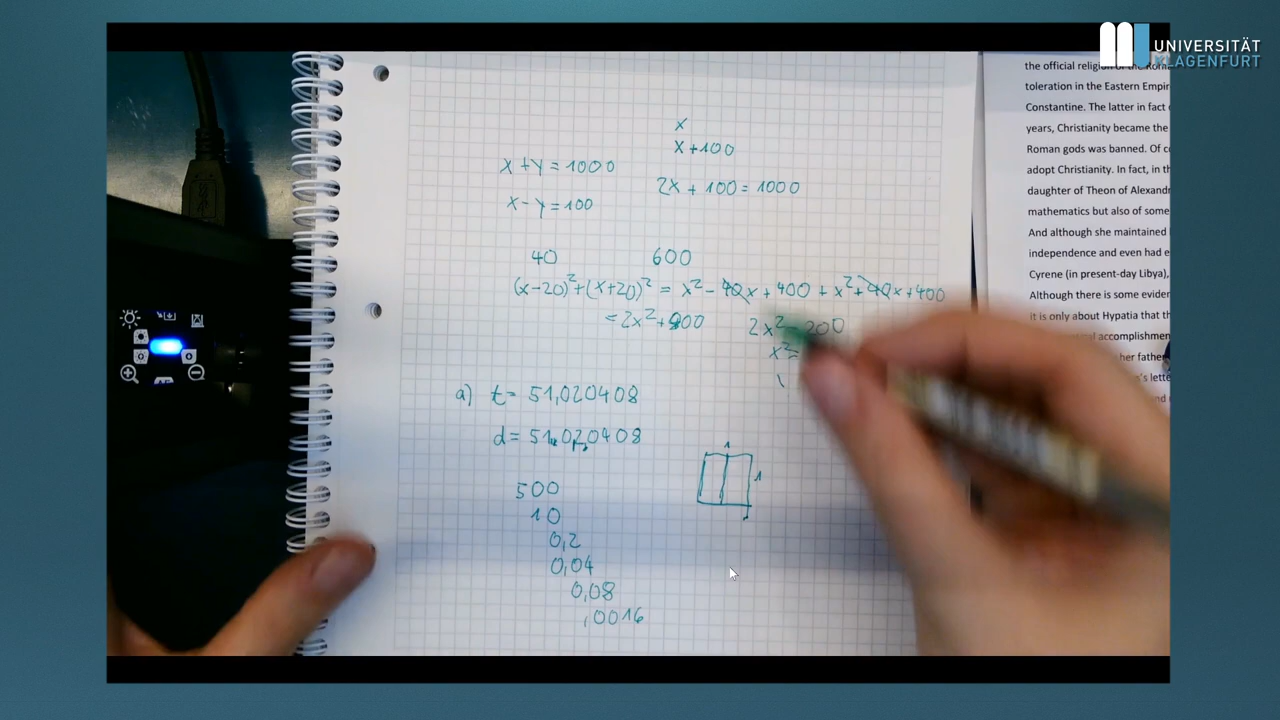 UNIVERSITÄT
KLAGENFURT
x
x+100
x+y=1000
2x+100=1000
x-y=100
40 600
(x-20)²+(x+20)² = x²-40x+400+x²+40x+400
=2x²+800
2x² 200
x²=
a) t= 51,020408
d= 51,020408
500
10
0,2
0,04
0,08
,0016
1
1
the official religion of the
toleration in the Eastern
Constantine. The latter in fact
years, Christianity became the
Roman gods was banned. Of
adopt Christianity. In fact, in
daughter of Theon of
mathematics but also of some
And although she maintained
independence and even had
Cyrene (in present-day Libya),
Although there is some
it is only about Hypatia that
accomplishment
her father